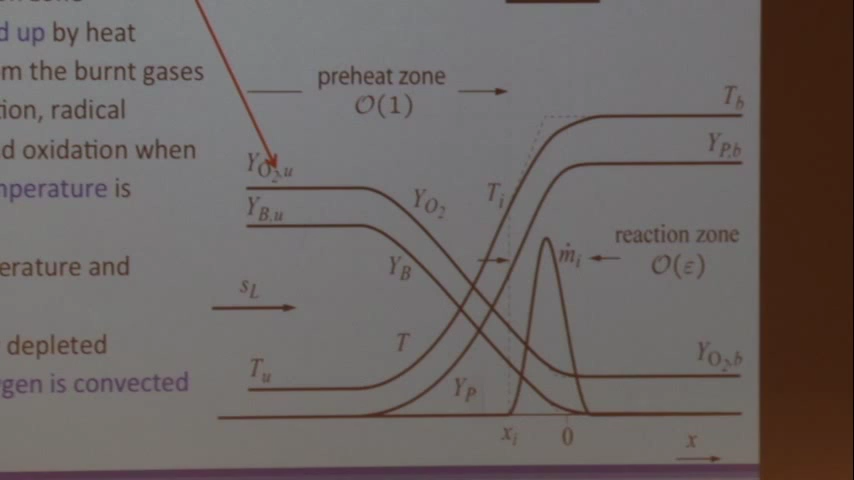 d up by heat
m the burnt gases
tion, radical
d oxidation when
nperature is
erature and
depleted
gen is convected
preheat zone
O(1)
T_b
Y_{P,b}
Y_{O_2,u}
Y_{B,u}
Y_{O_2}
T_i
Y_B
ṁ_i
reaction zone
O(ε)
s_L
T
T_u
Y_P
Y_{O_2,b}
x_i
0
x